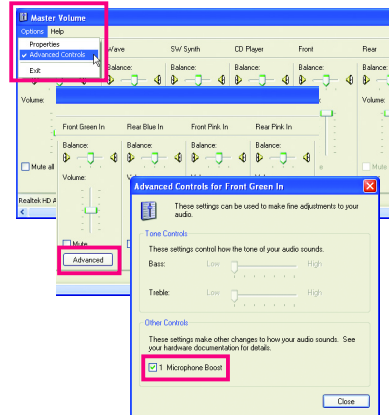 Master Volume
Options Help
Properties
Advanced Controls
Exit
Wave SW Synth CD Player Front Rear
Balance: Balance: Balance: Balance: Balance:
Volume: Volume:
Mute all Mute
Realtek HD A
Front Green In Rear Blue In Front Pink In Rear Pink In
Balance: Balance: Balance: Balance:
Volume:
Mute
Advanced
Advanced Controls for Front Green In
These settings can be used to make fine adjustments to your
audio.
Tone Controls
These settings control how the tone of your audio sounds.
Bass: Low High
Treble: Low High
Other Controls
These settings make other changes to how your audio sounds. See
your hardware documentation for details.
1 Microphone Boost
Close